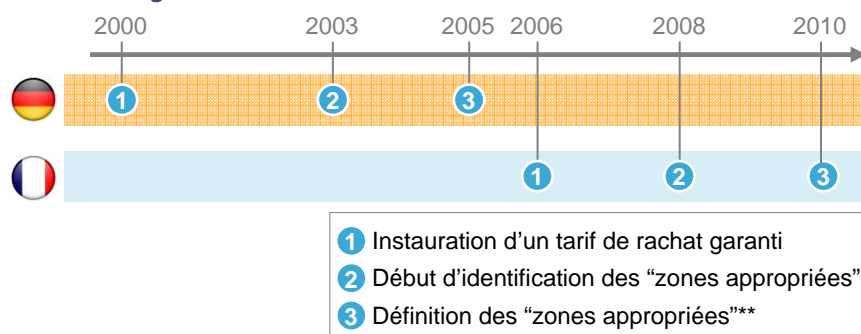 2000 2003 2005 2006 2008 2010
1 2 3
1 2 3
1 Instauration d’un tarif de rachat garanti
2 Début d’identification des “zones appropriées”
3 Définition des “zones appropriées”**